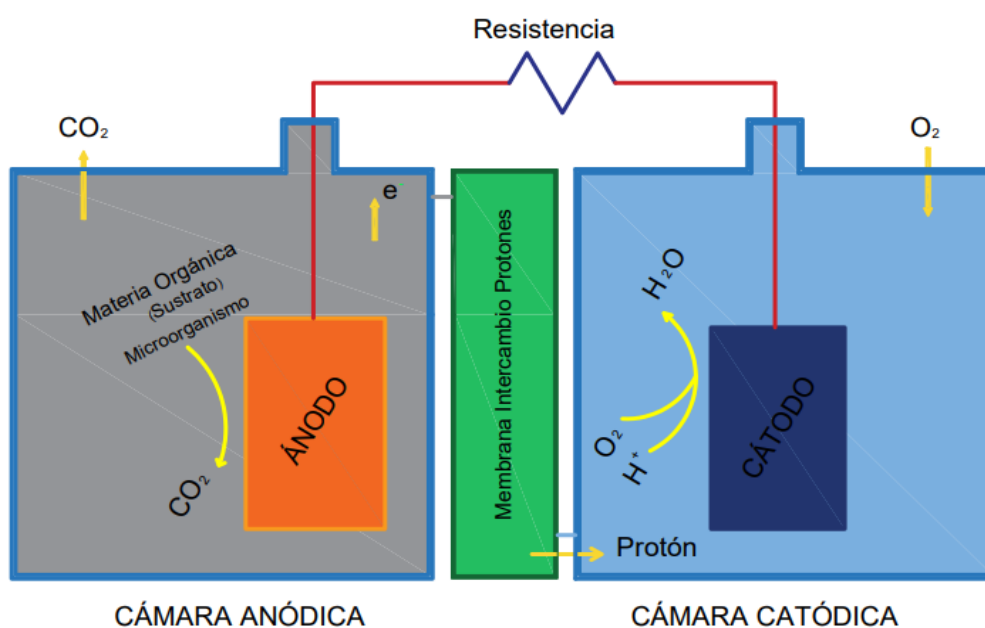 Resistencia
CO₂
O₂
e⁻
Materia Orgánica
(Sustrato)
Microorganismo
CO₂
ÁNODO
Membrana Intercambio Protones
H₂O
O₂
H⁺
CÁTODO
Protón
CÁMARA ANÓDICA
CÁMARA CATÓDICA